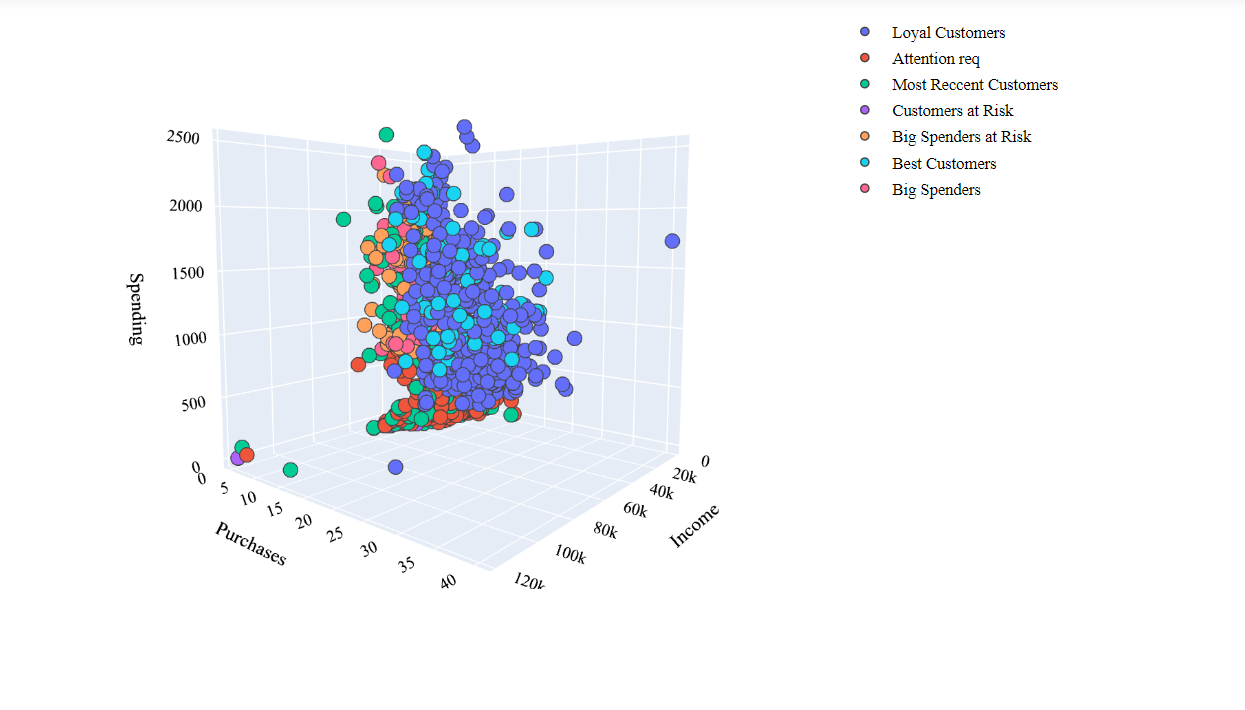 Loyal Customers
Attention req
Most Reccent Customers
Customers at Risk
Big Spenders at Risk
Best Customers
Big Spenders
2500
2000
1500
1000
500
0
Spending
0
5
10
15
20
25
30
35
40
Purchases
0
20k
40k
60k
80k
100k
120k
Income